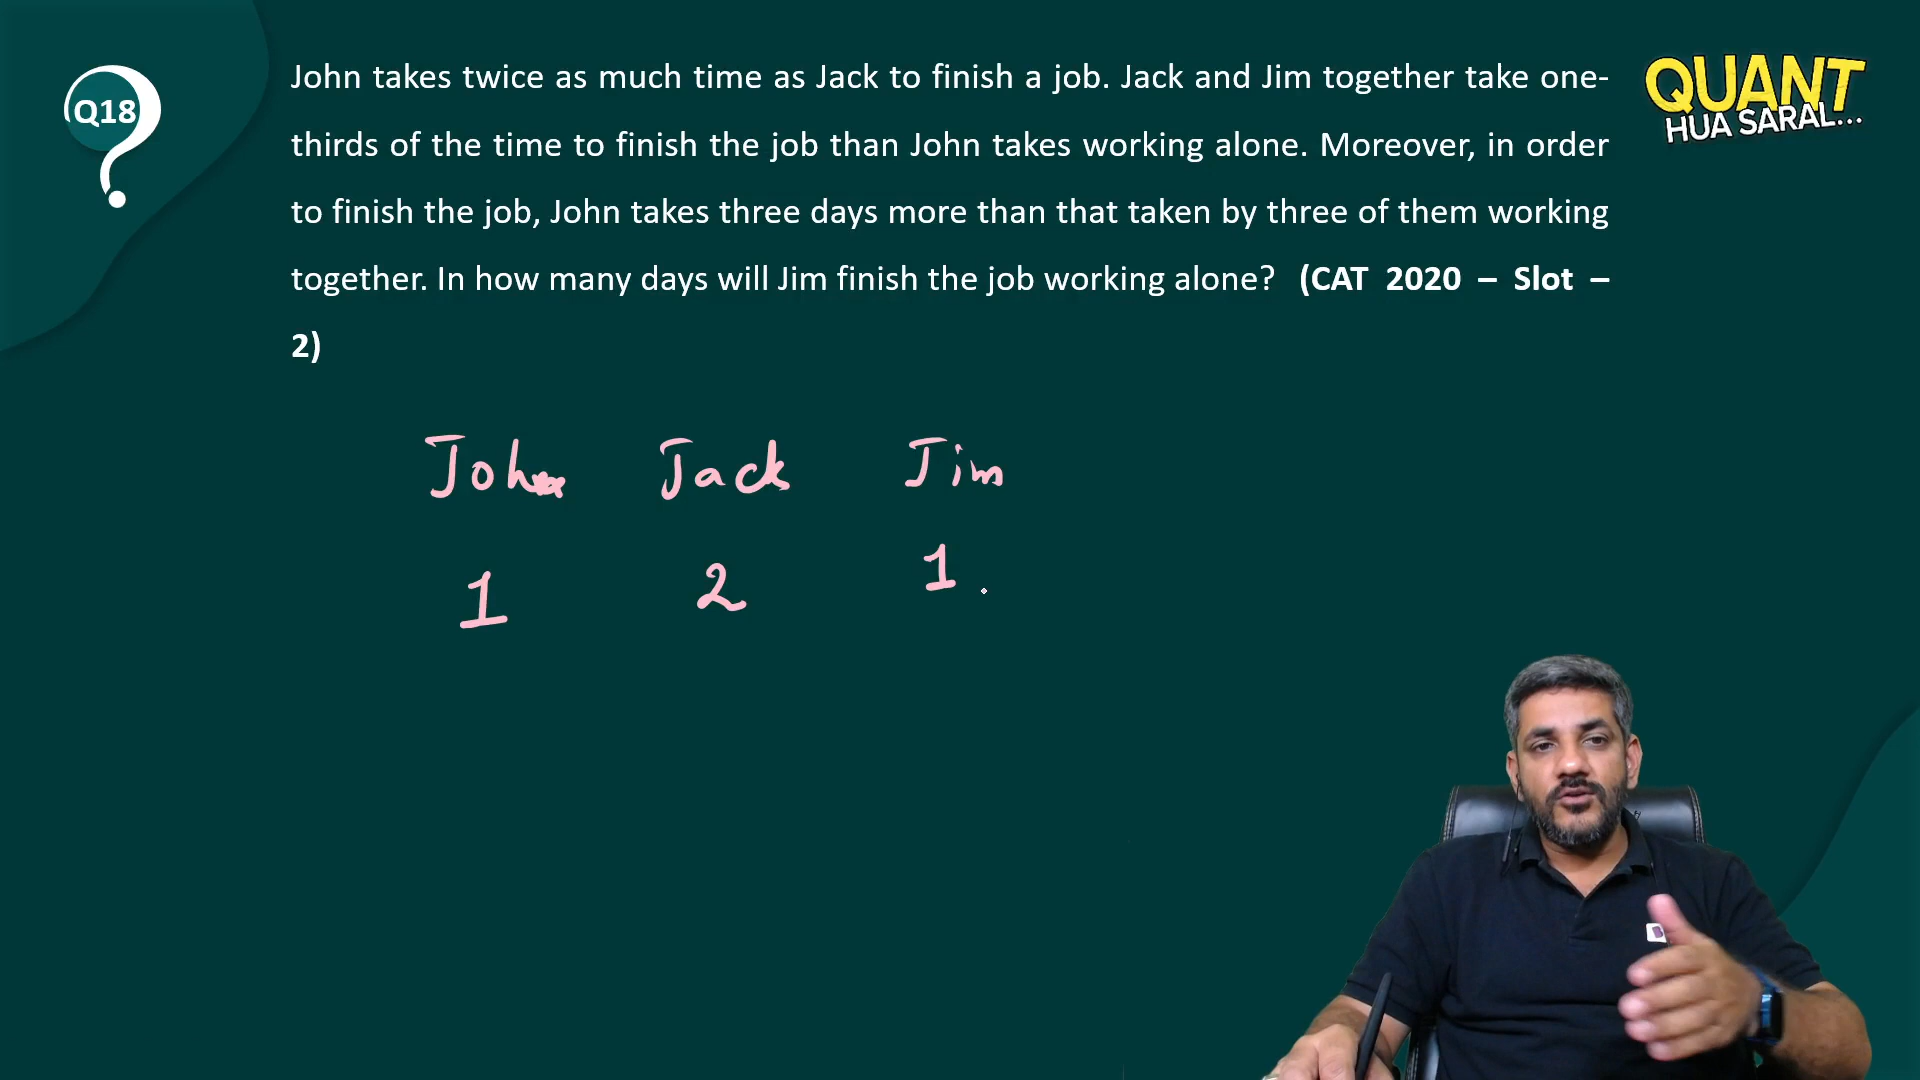 Q18
John takes twice as much time as Jack to finish a job. Jack and Jim together take one-
thirds of the time to finish the job than John takes working alone. Moreover, in order
to finish the job, John takes three days more than that taken by three of them working
together. In how many days will Jim finish the job working alone? (CAT 2020 – Slot –
2)
QUANT
HUA SARAL...
John Jack Jim
1 2 1